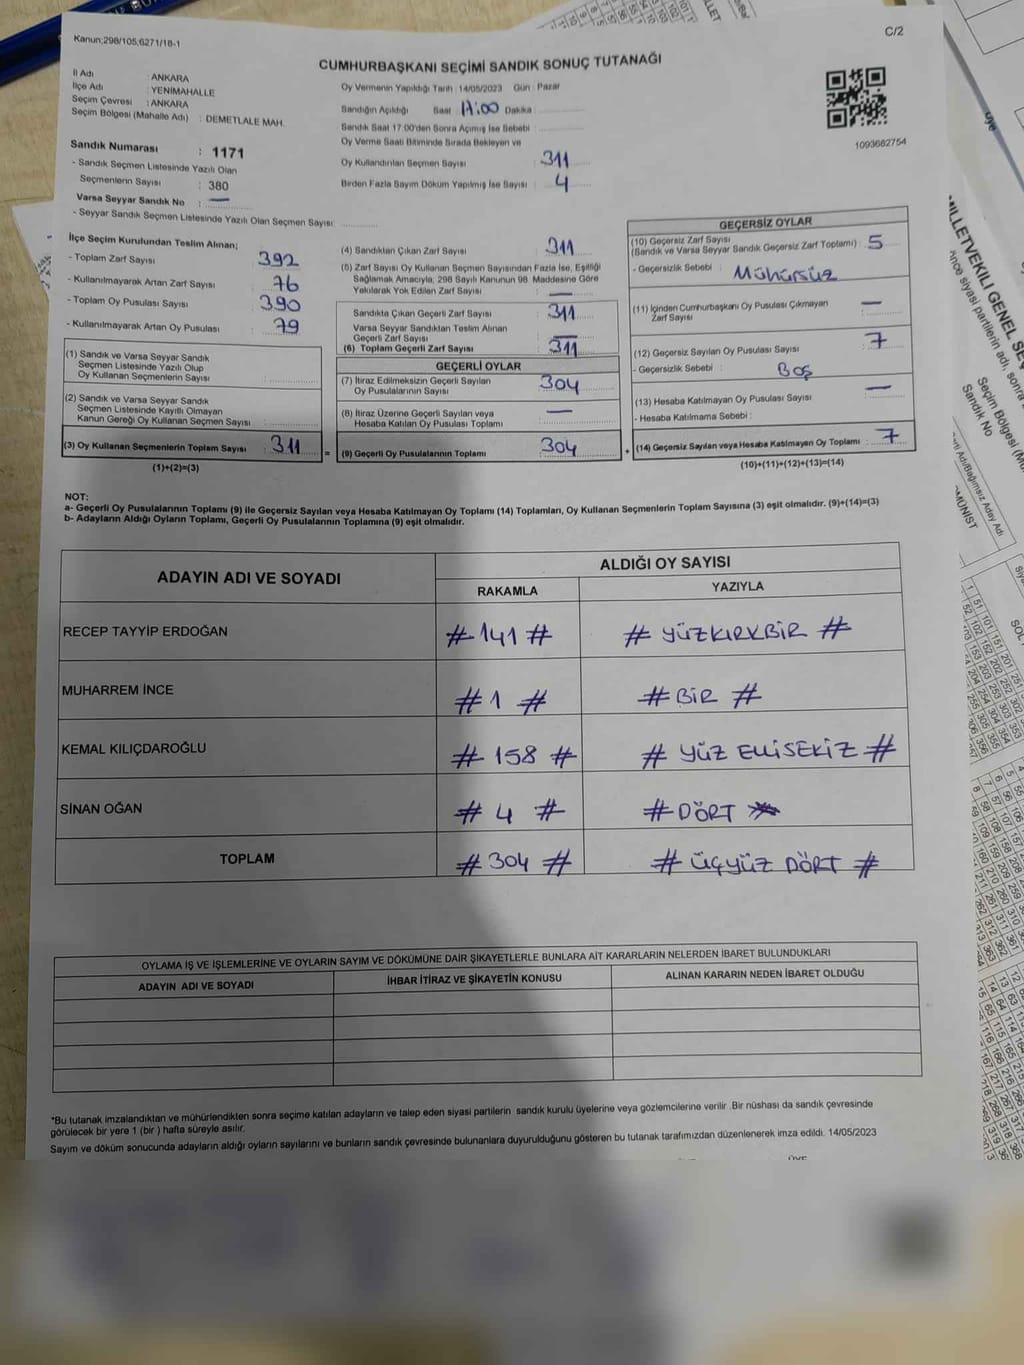 Kanun;298/105;6271/18-1
C/2
CUMHURBAŞKANI SEÇİMİ SANDIK SONUÇ TUTANAĞI
İl Adı : ANKARA
İlçe Adı : YENİMAHALLE
Seçim Çevresi : ANKARA
Seçim Bölgesi (Mahalle Adı) : DEMETLALE MAH.
Sandık Numarası : 1171
- Sandık Seçmen Listesinde Yazılı Olan
Seçmenlerin Sayısı : 380
Varsa Seyyar Sandık No : —
- Seyyar Sandık Seçmen Listesinde Yazılı Olan Seçmen Sayısı:
Oy Vermenin Yapıldığı Tarih :14/05/2023 Gün : Pazar
Sandığın Açıldığı Saat 17:00 Dakika
Sandık Saat 17:00'den Sonra Açımış İse Sebebi :
Oy Verme Saati Bitiminde Sırada Bekleyen ve
Oy Kullandırılan Seçmen Sayısı 311
Birden Fazla Sayım Döküm Yapılmış İse Sayısı 4
1093682754
İlçe Seçim Kurulundan Teslim Alınan;
- Toplam Zarf Sayısı 392
- Kullanılmayarak Artan Zarf Sayısı 76
- Toplam Oy Pusulası Sayısı 390
- Kullanılmayarak Artan Oy Pusulası 79
(1) Sandık ve Varsa Seyyar Sandık
Seçmen Listesinde Yazılı Olup
Oy Kullanan Seçmenlerin Sayısı
(2) Sandık ve Varsa Seyyar Sandık
Seçmen Listesinde Kayıtlı Olmayan
Kanun Gereği Oy Kullanan Seçmen Sayısı
(3) Oy Kullanan Seçmenlerin Toplam Sayısı 311
(1)+(2)=(3)
(4) Sandıktan Çıkan Zarf Sayısı 311
(5) Zarf Sayısı Oy Kullanan Seçmen Sayısından Fazla İse, Eşitliği
Sağlamak Amacıyla, 298 Sayılı Kanunun 98. Maddesine Göre
Yakılarak Yok Edilen Zarf Sayısı —
Sandıkta Çıkan Geçerli Zarf Sayısı 311
Varsa Seyyar Sandıktan Teslim Alınan
Geçerli Zarf Sayısı —
(6) Toplam Geçerli Zarf Sayısı 311
GEÇERLİ OYLAR
(7) İtiraz Edilmeksizin Geçerli Sayılan
Oy Pusulalarının Sayısı 304
(8) İtiraz Üzerine Geçerli Sayılan veya
Hesaba Katılan Oy Pusulası Toplamı —
(9) Geçerli Oy Pusulalarının Toplamı 304
GEÇERSİZ OYLAR
(10) Geçersiz Zarf Sayısı
(Sandık ve Varsa Seyyar Sandık Geçersiz Zarf Toplamı) : 5
- Geçersizlik Sebebi : Mühürsüz
(11) İçinden Cumhurbaşkanı Oy Pusulası Çıkmayan
Zarf Sayısı —
(12) Geçersiz Sayılan Oy Pusulası Sayısı : 7
- Geçersizlik Sebebi : Boş
(13) Hesaba Katılmayan Oy Pusulası Sayısı : —
- Hesaba Katılmama Sebebi :
(14) Geçersiz Sayılan veya Hesaba Katılmayan Oy Toplamı : 7
(10)+(11)+(12)+(13)=(14)
NOT:
a- Geçerli Oy Pusulalarının Toplamı (9) ile Geçersiz Sayılan veya Hesaba Katılmayan Oy Toplamı (14) Toplamları, Oy Kullanan Seçmenlerin Toplam Sayısına (3) eşit olmalıdır. (9)+(14)=(3)
b- Adayların Aldığı Oyların Toplamı, Geçerli Oy Pusulalarının Toplamına (9) eşit olmalıdır.
ADAYIN ADI VE SOYADI
ALDIĞI OY SAYISI
RAKAMLA YAZIYLA
RECEP TAYYİP ERDOĞAN # 141 # # YÜZKIRKBİR #
MUHARREM İNCE # 1 # # BİR #
KEMAL KILIÇDAROĞLU # 158 # # YÜZ ELLİSEKİZ #
SİNAN OĞAN # 4 # # DÖRT #
TOPLAM # 304 # # ÜÇYÜZ DÖRT #
OYLAMA İŞ VE İŞLEMLERİNE VE OYLARIN SAYIM VE DÖKÜMÜNE DAİR ŞİKAYETLERLE BUNLARA AİT KARARLARIN NELERDEN İBARET BULUNDUKLARI
ADAYIN ADI VE SOYADI İHBAR İTİRAZ VE ŞİKAYETİN KONUSU ALINAN KARARIN NEDEN İBARET OLDUĞU
*Bu tutanak imzalandıktan ve mühürlendikten sonra seçime katılan adayların ve talep eden siyasi partilerin sandık kurulu üyelerine veya gözlemcilerine verilir .Bir nüshası da sandık çevresinde
görülecek bir yere 1 (bir ) hafta süreyle asılır.
Sayım ve döküm sonucunda adayların aldığı oyların sayılarını ve bunların sandık çevresinde bulunanlara duyurulduğunu gösteren bu tutanak tarafımızdan düzenlenerek imza edildi. 14/05/2023
MİLLETVEKİLİ GENEL
Seçim Bölgesi
Sandık No